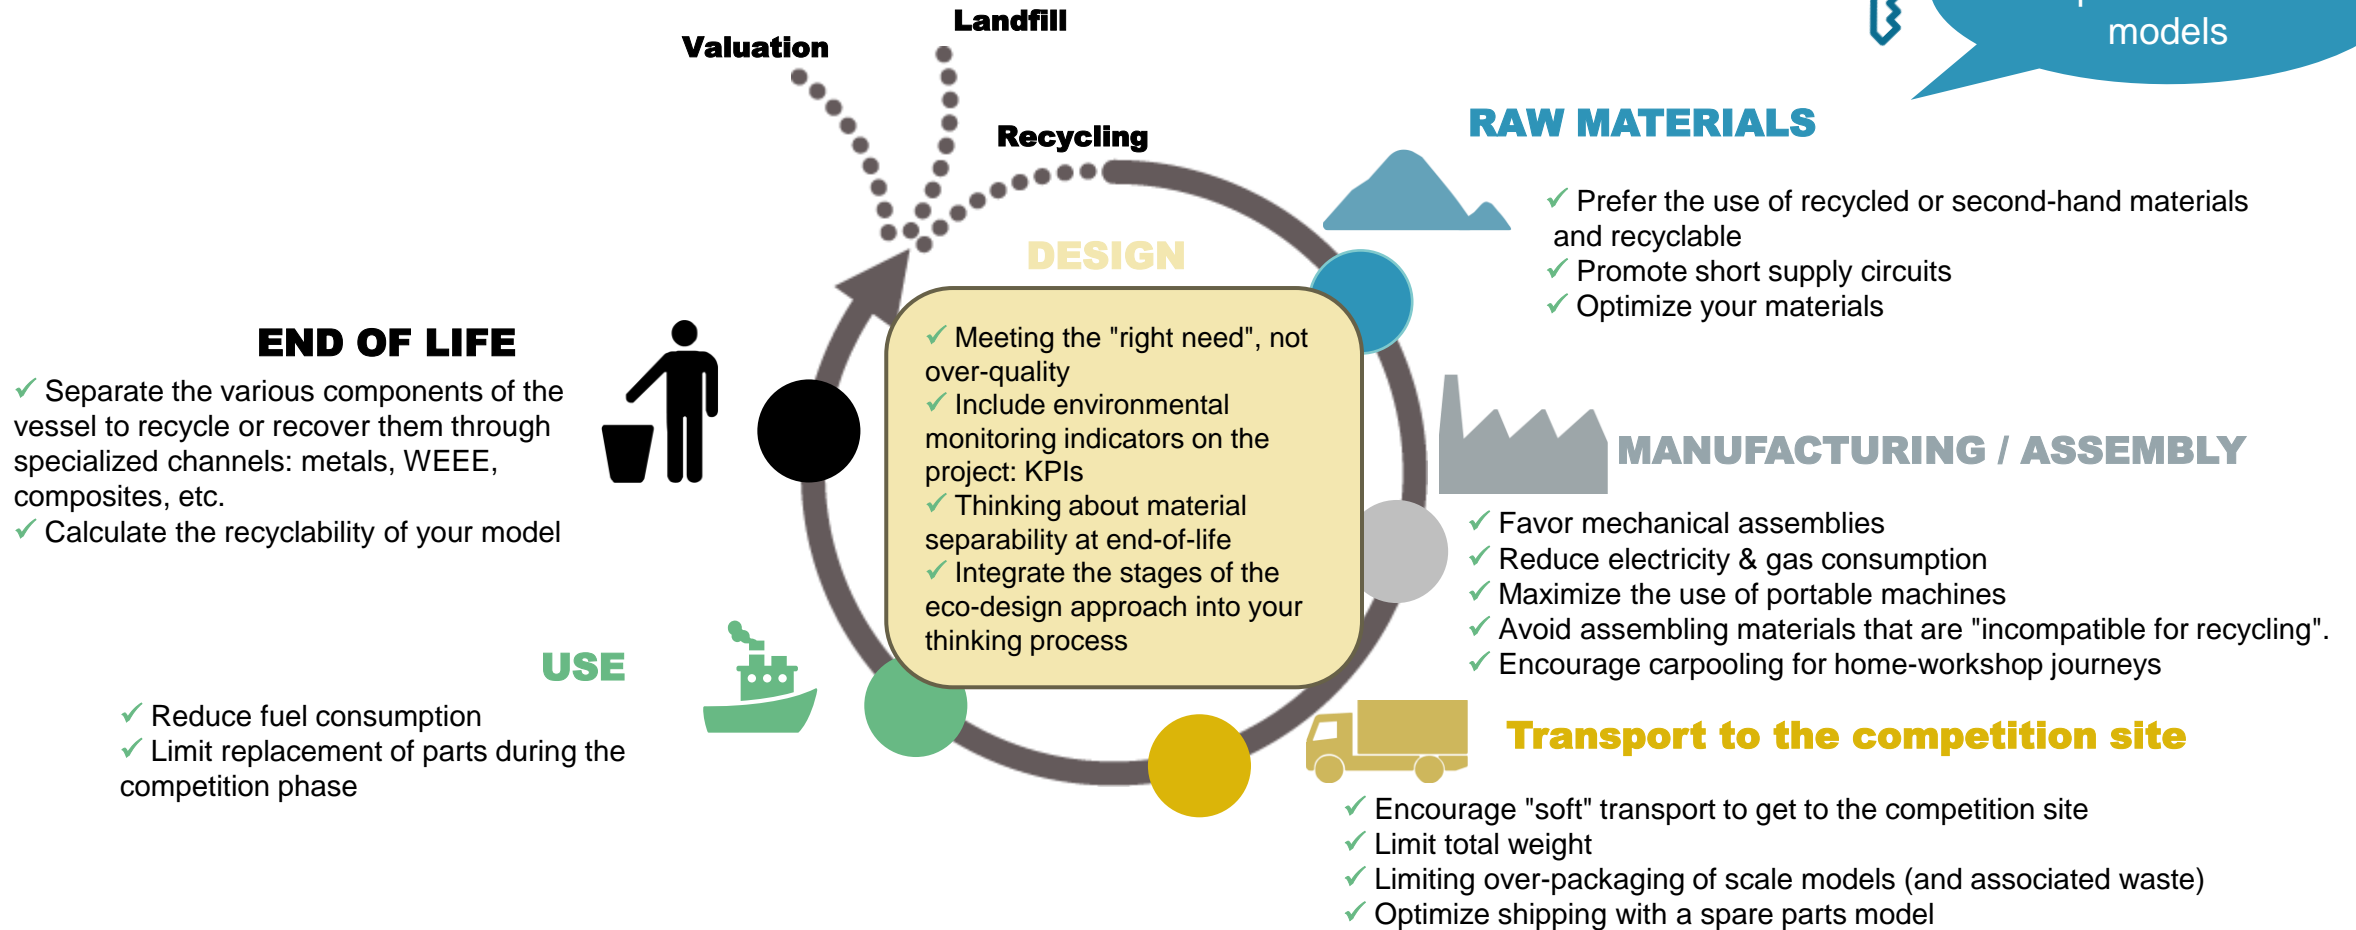 models
Landfill
Valuation
Recycling
RAW MATERIALS
✓ Prefer the use of recycled or second-hand materials
and recyclable
✓ Promote short supply circuits
✓ Optimize your materials
DESIGN
✓ Meeting the "right need", not
over-quality
✓ Include environmental
monitoring indicators on the
project: KPIs
✓ Thinking about material
separability at end-of-life
✓ Integrate the stages of the
eco-design approach into your
thinking process
END OF LIFE
✓ Separate the various components of the
vessel to recycle or recover them through
specialized channels: metals, WEEE,
composites, etc.
✓ Calculate the recyclability of your model
MANUFACTURING / ASSEMBLY
✓ Favor mechanical assemblies
✓ Reduce electricity & gas consumption
✓ Maximize the use of portable machines
✓ Avoid assembling materials that are "incompatible for recycling".
✓ Encourage carpooling for home-workshop journeys
USE
✓ Reduce fuel consumption
✓ Limit replacement of parts during the
competition phase
Transport to the competition site
✓ Encourage "soft" transport to get to the competition site
✓ Limit total weight
✓ Limiting over-packaging of scale models (and associated waste)
✓ Optimize shipping with a spare parts model